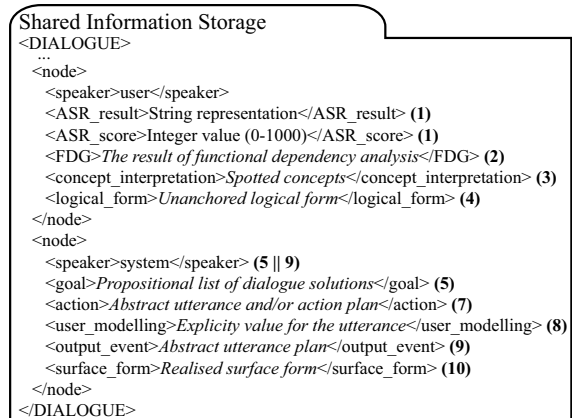 Shared Information Storage
<DIALOGUE>
...
<node>
<speaker>user</speaker>
<ASR_result>String representation</ASR_result> (1)
<ASR_score>Integer value (0-1000)</ASR_score> (1)
<FDG>The result of functional dependency analysis</FDG> (2)
<concept_interpretation>Spotted concepts</concept_interpretation> (3)
<logical_form>Unanchored logical form</logical_form> (4)
</node>
<node>
<speaker>system</speaker> (5 || 9)
<goal>Propositional list of dialogue solutions</goal> (5)
<action>Abstract utterance and/or action plan</action> (7)
<user_modelling>Explicity value for the utterance</user_modelling> (8)
<output_event>Abstract utterance plan</output_event> (9)
<surface_form>Realised surface form</surface_form> (10)
</node>
</DIALOGUE>